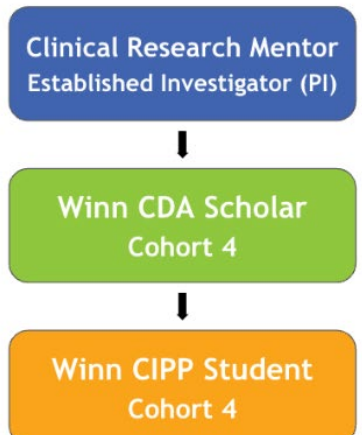 Clinical Research Mentor
Established Investigator (PI)
Winn CDA Scholar
Cohort 4
Winn CIPP Student
Cohort 4